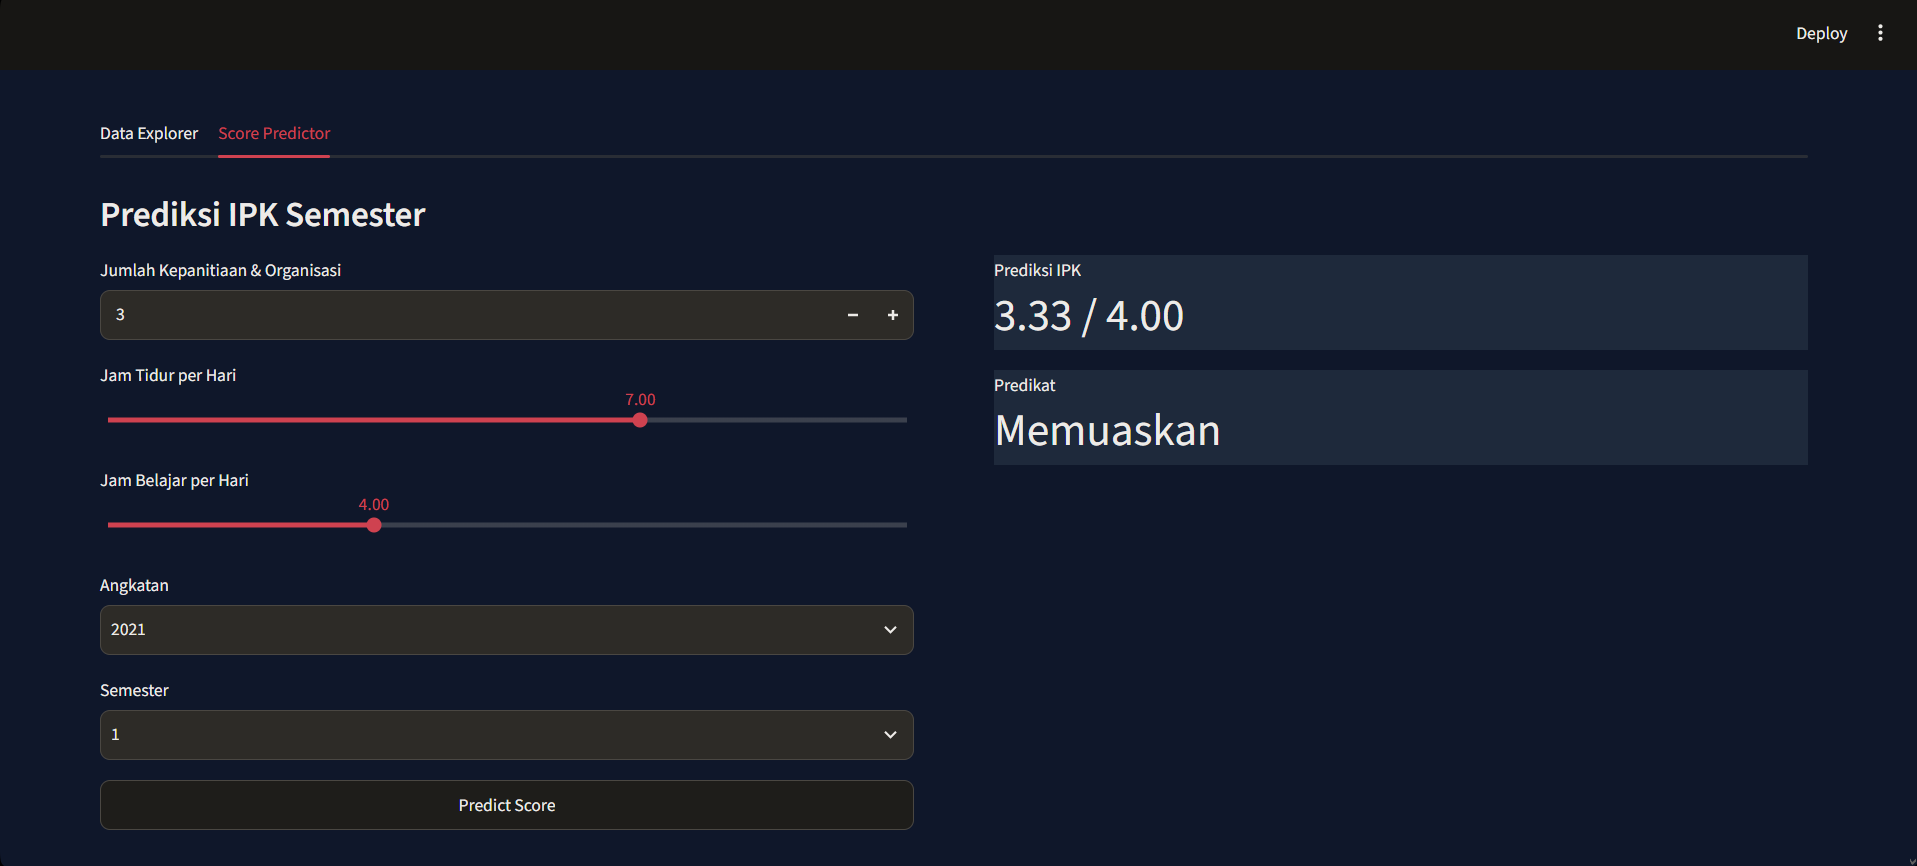 Deploy
Data Explorer
Score Predictor
Prediksi IPK Semester
Jumlah Kepanitiaan & Organisasi
3
Jam Tidur per Hari
7.00
Jam Belajar per Hari
4.00
Angkatan
2021
Semester
1
Predict Score
Prediksi IPK
3.33 / 4.00
Predikat
Memuaskan